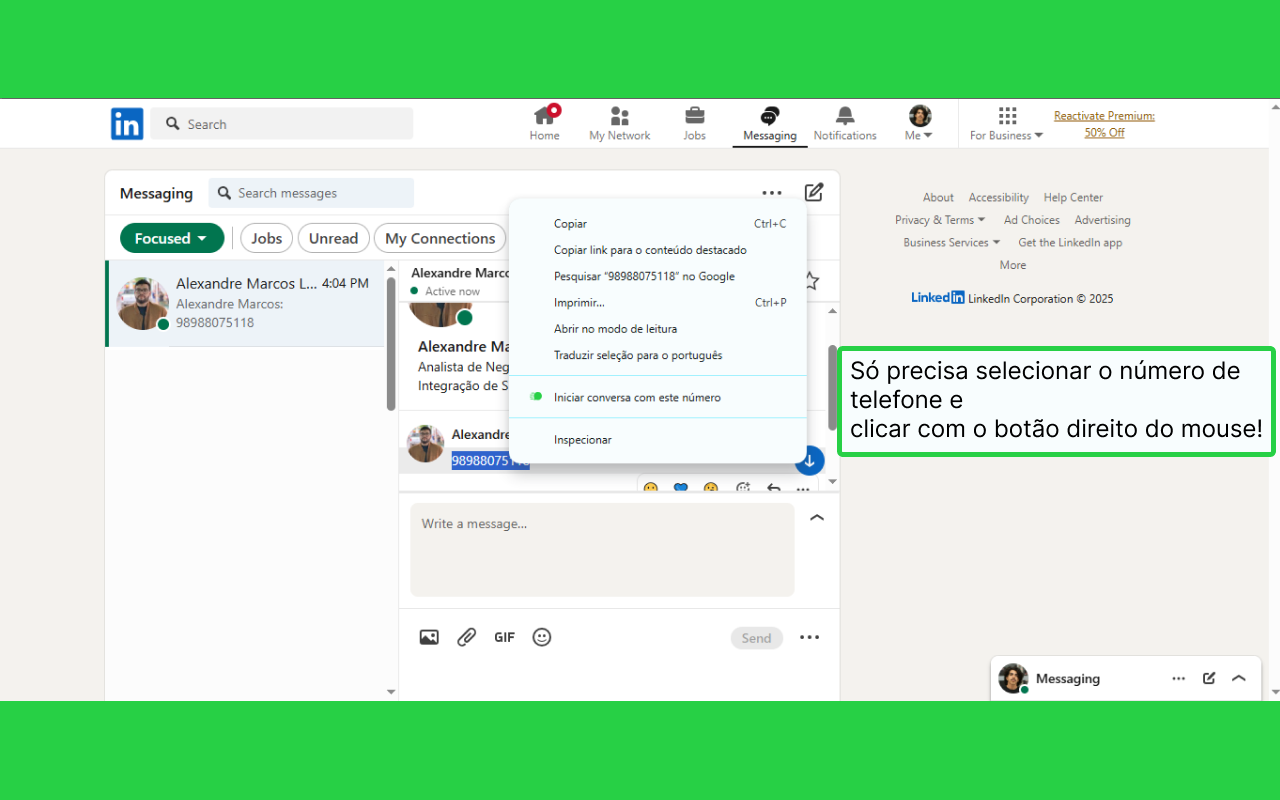 in
Search
Home
My Network
Jobs
Messaging
Notifications
Me
For Business
Reactivate Premium:
50% Off
Messaging
Search messages
Focused
Jobs
Unread
My Connections
Alexandre Marcos L... 4:04 PM
Alexandre Marcos:
98988075118
Alexandre Marco
Active now
Alexandre Ma
Analista de Neg
Integração de S
Alexandre
98988075118
Copiar Ctrl+C
Copiar link para o conteúdo destacado
Pesquisar “98988075118” no Google
Imprimir... Ctrl+P
Abrir no modo de leitura
Traduzir seleção para o português
Iniciar conversa com este número
Inspecionar
Write a message...
GIF
Send
About Accessibility Help Center
Privacy & Terms Ad Choices Advertising
Business Services Get the LinkedIn app
More
LinkedIn LinkedIn Corporation © 2025
Só precisa selecionar o número de
telefone e
clicar com o botão direito do mouse!
Messaging